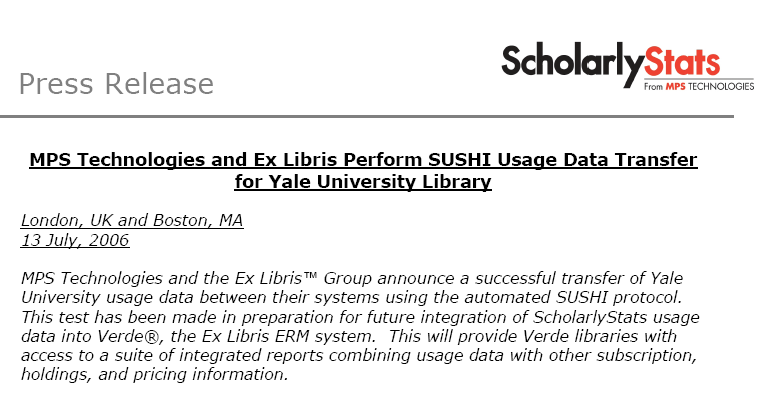 ScholarlyStats
From MPS TECHNOLOGIES
Press Release
MPS Technologies and Ex Libris Perform SUSHI Usage Data Transfer
for Yale University Library
London, UK and Boston, MA
13 July, 2006
MPS Technologies and the Ex Libris™ Group announce a successful transfer of Yale
University usage data between their systems using the automated SUSHI protocol.
This test has been made in preparation for future integration of ScholarlyStats usage
data into Verde®, the Ex Libris ERM system.  This will provide Verde libraries with
access to a suite of integrated reports combining usage data with other subscription,
holdings, and pricing information.